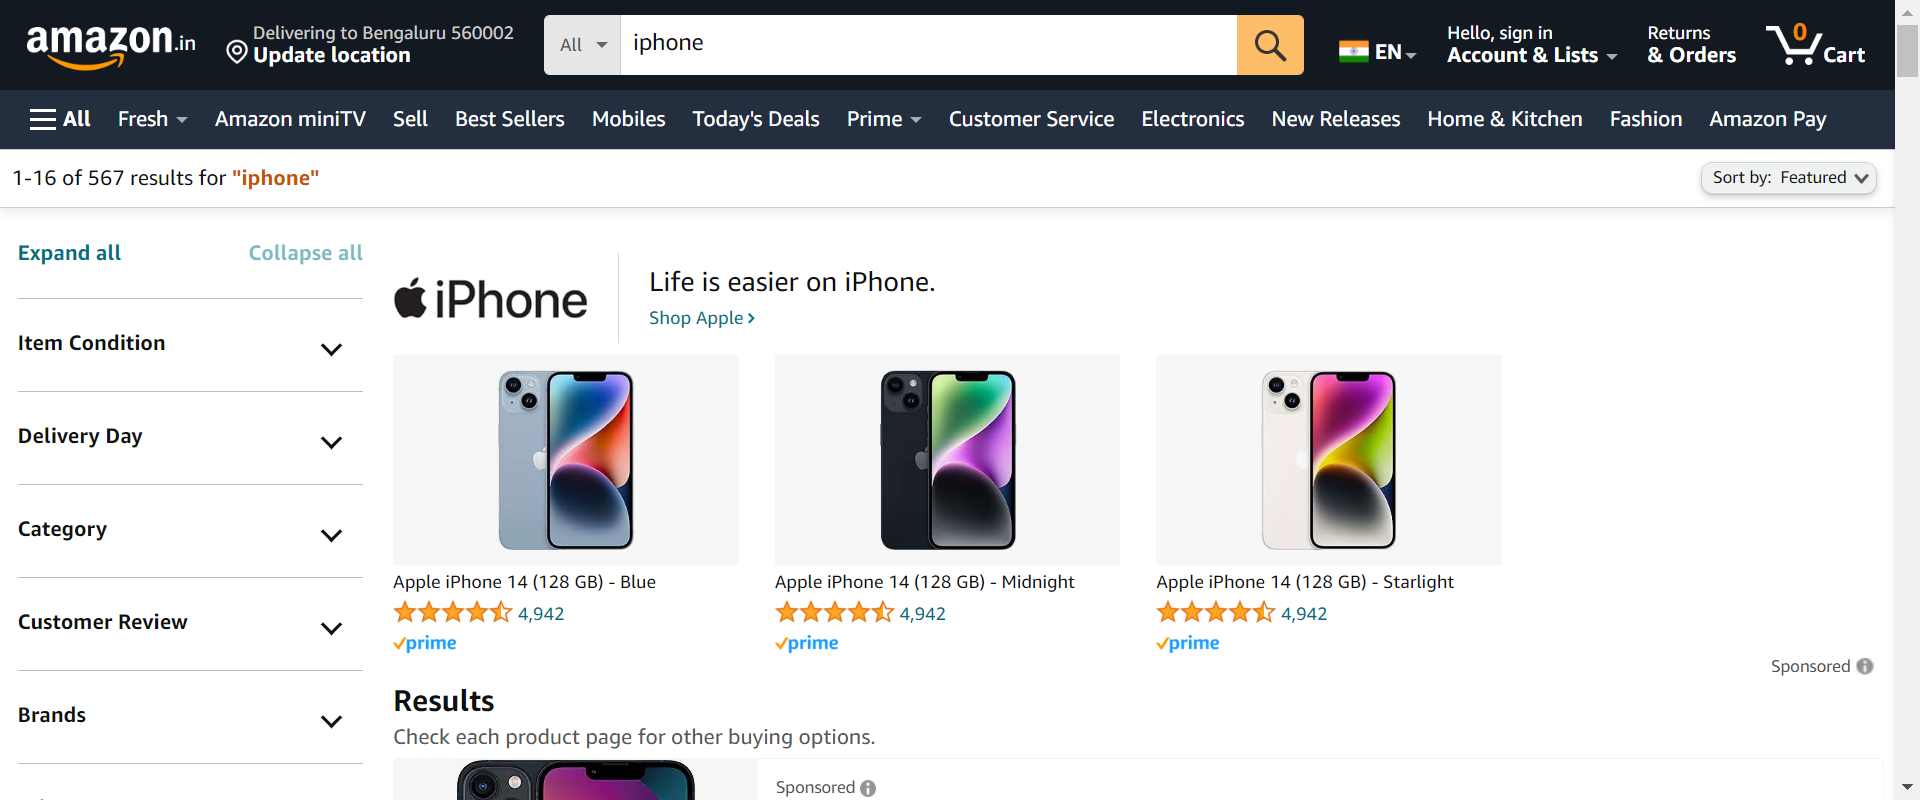 amazon.in
Delivering to Bengaluru 560002
Update location
All
iphone
EN
Hello, sign in
Account & Lists
Returns
& Orders
0
Cart
All
Fresh
Amazon miniTV
Sell
Best Sellers
Mobiles
Today's Deals
Prime
Customer Service
Electronics
New Releases
Home & Kitchen
Fashion
Amazon Pay
1-16 of 567 results for "iphone"
Sort by: Featured
Expand all
Collapse all
Item Condition
Delivery Day
Category
Customer Review
Brands
iPhone
Life is easier on iPhone.
Shop Apple
Apple iPhone 14 (128 GB) - Blue
4,942
prime
Apple iPhone 14 (128 GB) - Midnight
4,942
prime
Apple iPhone 14 (128 GB) - Starlight
4,942
prime
Sponsored
Results
Check each product page for other buying options.
Sponsored